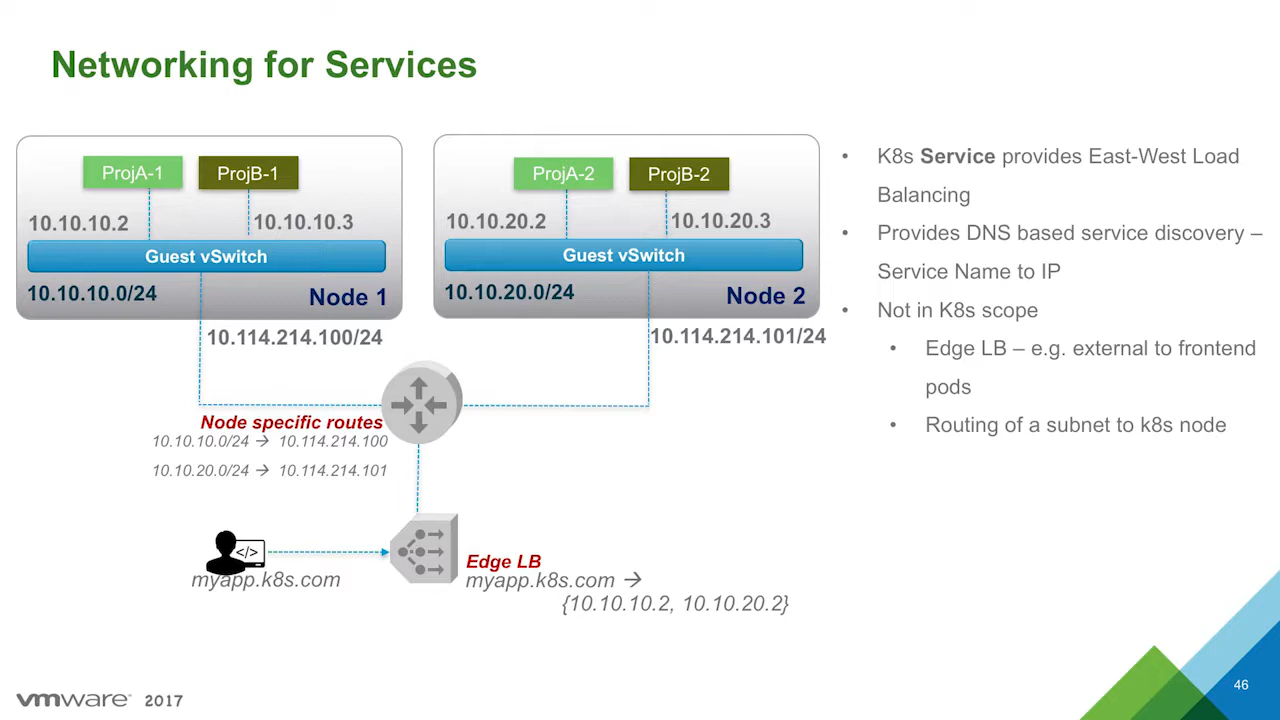 Networking for Services
ProjA-1
ProjB-1
10.10.10.2
10.10.10.3
Guest vSwitch
10.10.10.0/24
Node 1
10.114.214.100/24
ProjA-2
ProjB-2
10.10.20.2
10.10.20.3
Guest vSwitch
10.10.20.0/24
Node 2
10.114.214.101/24
Node specific routes
10.10.10.0/24 → 10.114.214.100
10.10.20.0/24 → 10.114.214.101
</>
myapp.k8s.com
Edge LB
myapp.k8s.com →
{10.10.10.2, 10.10.20.2}
• K8s Service provides East-West Load
Balancing
• Provides DNS based service discovery –
Service Name to IP
• Not in K8s scope
• Edge LB – e.g. external to frontend
pods
• Routing of a subnet to k8s node
vmware 2017
46